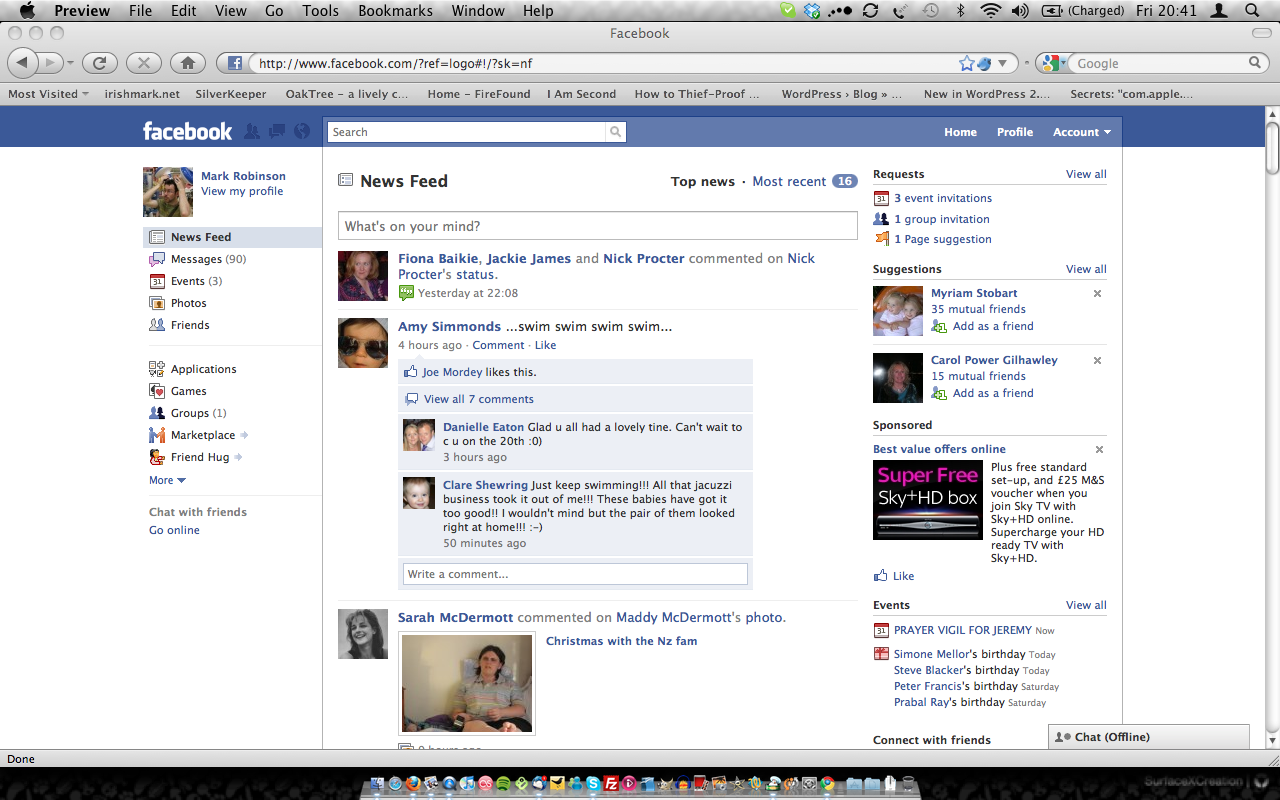 Preview File Edit View Go Tools Bookmarks Window Help (Charged) Fri 20:41
Facebook
http://www.facebook.com/?ref=logo#!/?sk=nf Google
Most Visited irishmark.net SilverKeeper OakTree – a lively c... Home – FireFound I Am Second How to Thief-Proof ... WordPress › Blog » ... New in WordPress 2.... Secrets: "com.apple....
facebook Search Home Profile Account
Mark Robinson
View my profile
News Feed
Messages (90)
Events (3)
Photos
Friends
Applications
Games
Groups (1)
Marketplace
Friend Hug
More
Chat with friends
Go online
News Feed Top news · Most recent 16
What's on your mind?
Fiona Baikie, Jackie James and Nick Procter commented on Nick
Procter's status.
Yesterday at 22:08
Amy Simmonds ...swim swim swim swim...
4 hours ago · Comment · Like
Joe Mordey likes this.
View all 7 comments
Danielle Eaton Glad u all had a lovely tine. Can't wait to
c u on the 20th :0)
3 hours ago
Clare Shewring Just keep swimming!!! All that jacuzzi
business took it out of me!!! These babies have got it
too good!! I wouldn't mind but the pair of them looked
right at home!!! :-)
50 minutes ago
Write a comment...
Sarah McDermott commented on Maddy McDermott's photo.
Christmas with the Nz fam
Requests View all
31 3 event invitations
1 group invitation
1 Page suggestion
Suggestions View all
Myriam Stobart
35 mutual friends
Add as a friend
Carol Power Gilhawley
15 mutual friends
Add as a friend
Sponsored
Best value offers online
Super Free
Sky+HD box
Plus free standard
set-up, and £25 M&S
voucher when you
join Sky TV with
Sky+HD online.
Supercharge your HD
ready TV with
Sky+HD.
Like
Events View all
31 PRAYER VIGIL FOR JEREMY Now
Simone Mellor's birthday Today
Steve Blacker's birthday Today
Peter Francis's birthday Saturday
Prabal Ray's birthday Saturday
Connect with friends
Chat (Offline)
Done
SurfaceXCreation